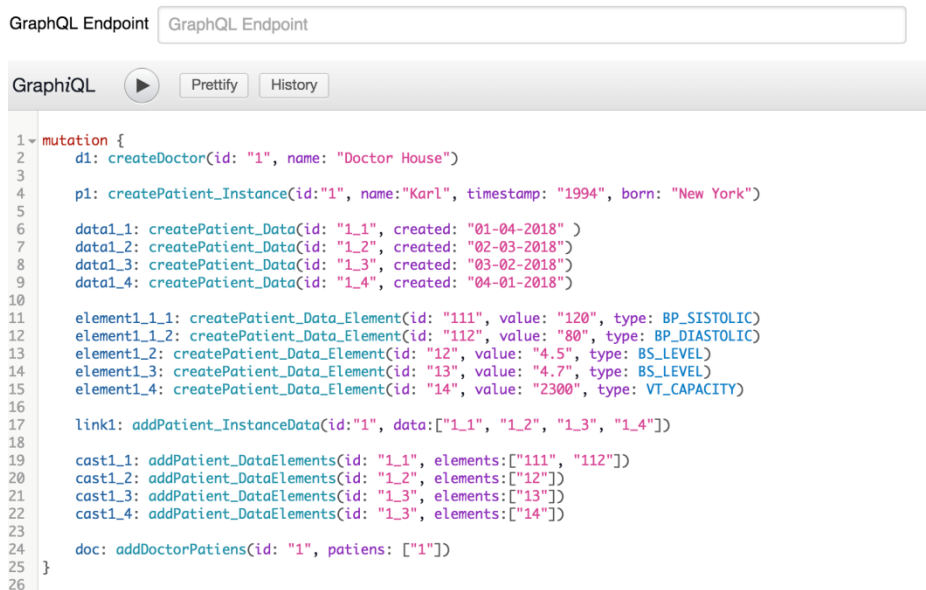 GraphQL Endpoint GraphQL Endpoint
GraphiQL Prettify History
1 mutation {
2 d1: createDoctor(id: "1", name: "Doctor House")
3
4 p1: createPatient_Instance(id:"1", name:"Karl", timestamp: "1994", born: "New York")
5
6 data1_1: createPatient_Data(id: "1_1", created: "01-04-2018" )
7 data1_2: createPatient_Data(id: "1_2", created: "02-03-2018")
8 data1_3: createPatient_Data(id: "1_3", created: "03-02-2018")
9 data1_4: createPatient_Data(id: "1_4", created: "04-01-2018")
10
11 element1_1_1: createPatient_Data_Element(id: "111", value: "120", type: BP_SISTOLIC)
12 element1_1_2: createPatient_Data_Element(id: "112", value: "80", type: BP_DIASTOLIC)
13 element1_2: createPatient_Data_Element(id: "12", value: "4.5", type: BS_LEVEL)
14 element1_3: createPatient_Data_Element(id: "13", value: "4.7", type: BS_LEVEL)
15 element1_4: createPatient_Data_Element(id: "14", value: "2300", type: VT_CAPACITY)
16
17 link1: addPatient_InstanceData(id:"1", data:["1_1", "1_2", "1_3", "1_4"])
18
19 cast1_1: addPatient_DataElements(id: "1_1", elements:["111", "112"])
20 cast1_2: addPatient_DataElements(id: "1_2", elements:["12"])
21 cast1_3: addPatient_DataElements(id: "1_3", elements:["13"])
22 cast1_4: addPatient_DataElements(id: "1_3", elements:["14"])
23
24 doc: addDoctorPatiens(id: "1", patiens: ["1"])
25 }
26